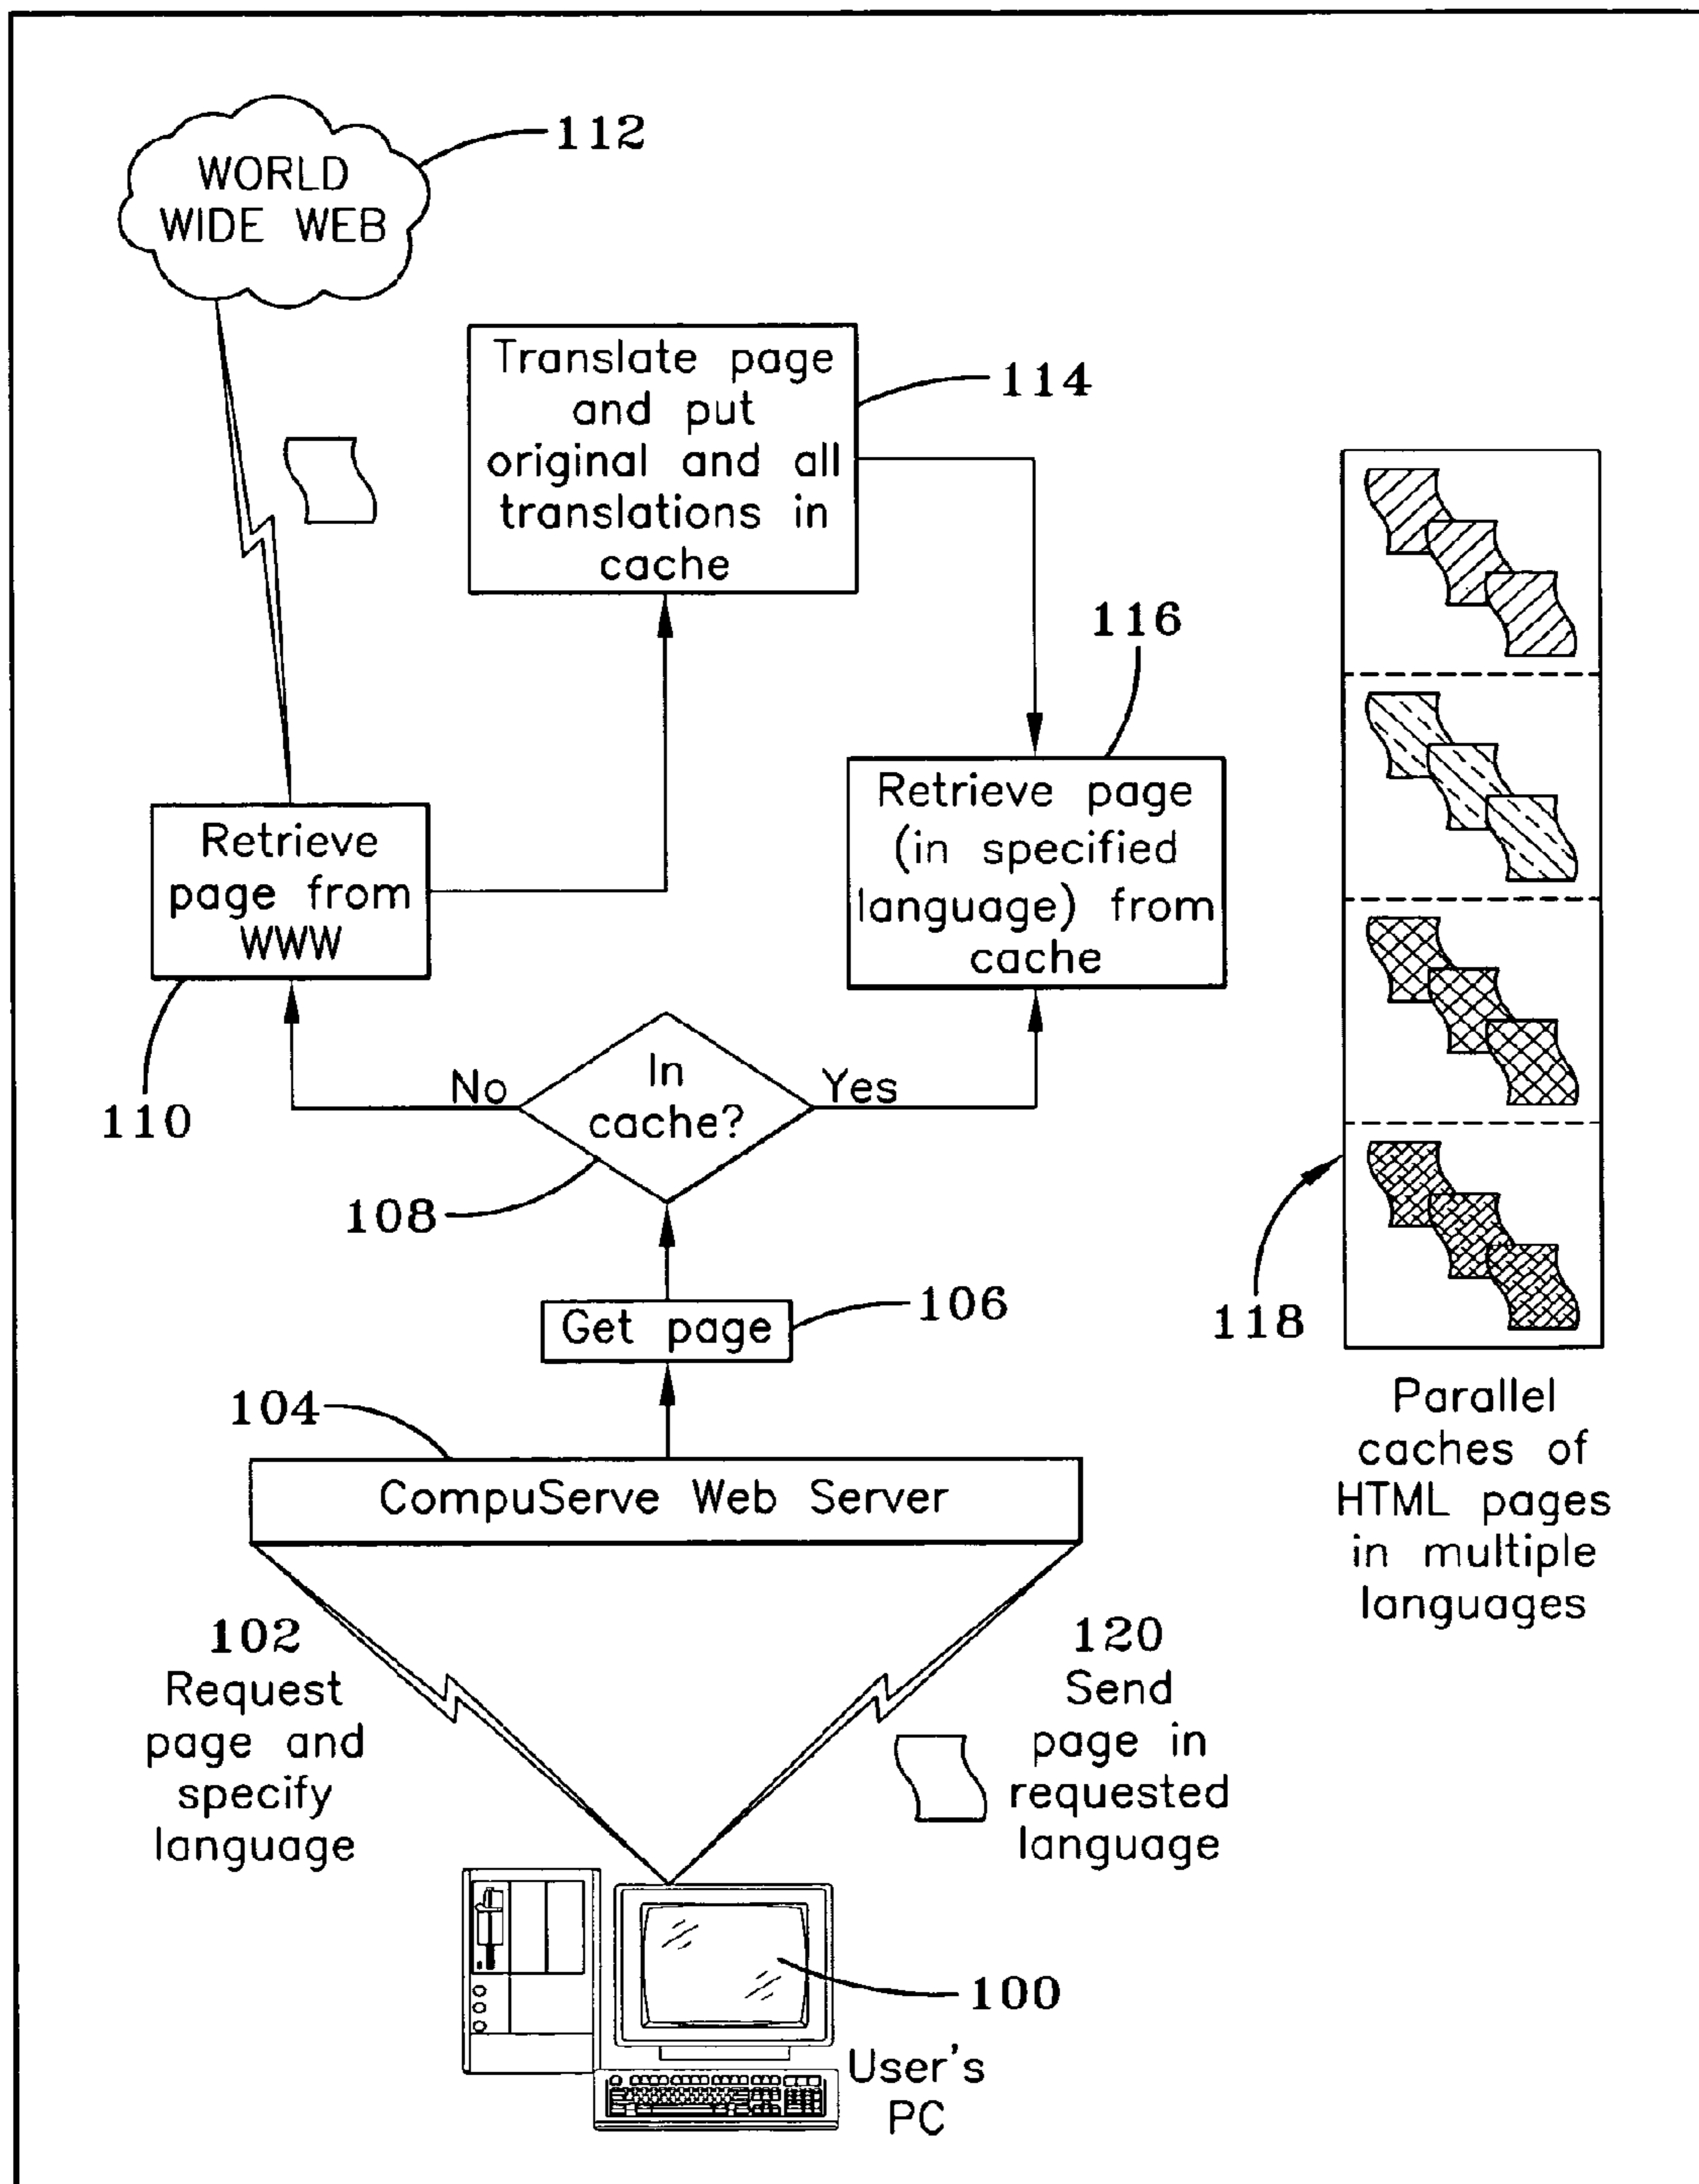 112
WORLD
WIDE WEB
Translate page
and put
original and all
translations in
cache
114
116
Retrieve
page from
WWW
Retrieve page
(in specified
language) from
cache
110
No
In
cache?
Yes
108
118
Get page
106
104
CompuServe Web Server
Parallel
caches of
HTML pages
in multiple
languages
102
Request
page and
specify
language
120
Send
page in
requested
language
100
User's
PC